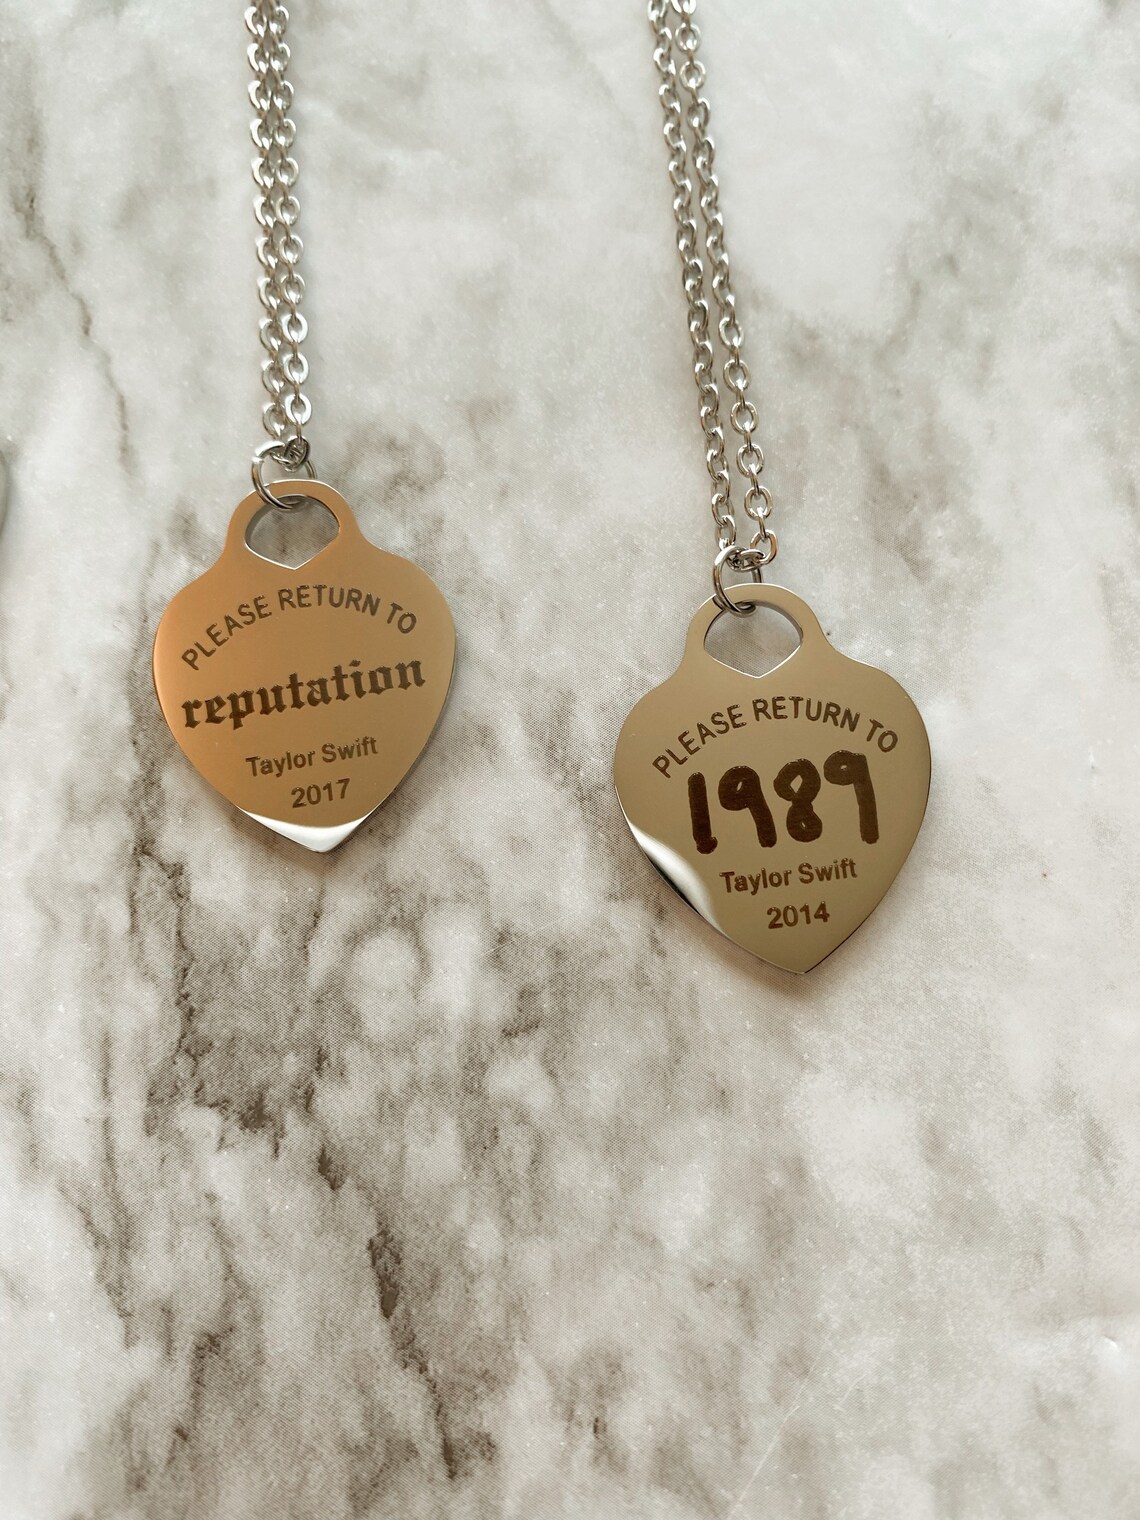 PLEASE RETURN TO
reputation
Taylor Swift
2017
PLEASE RETURN TO
1989
Taylor Swift
2014